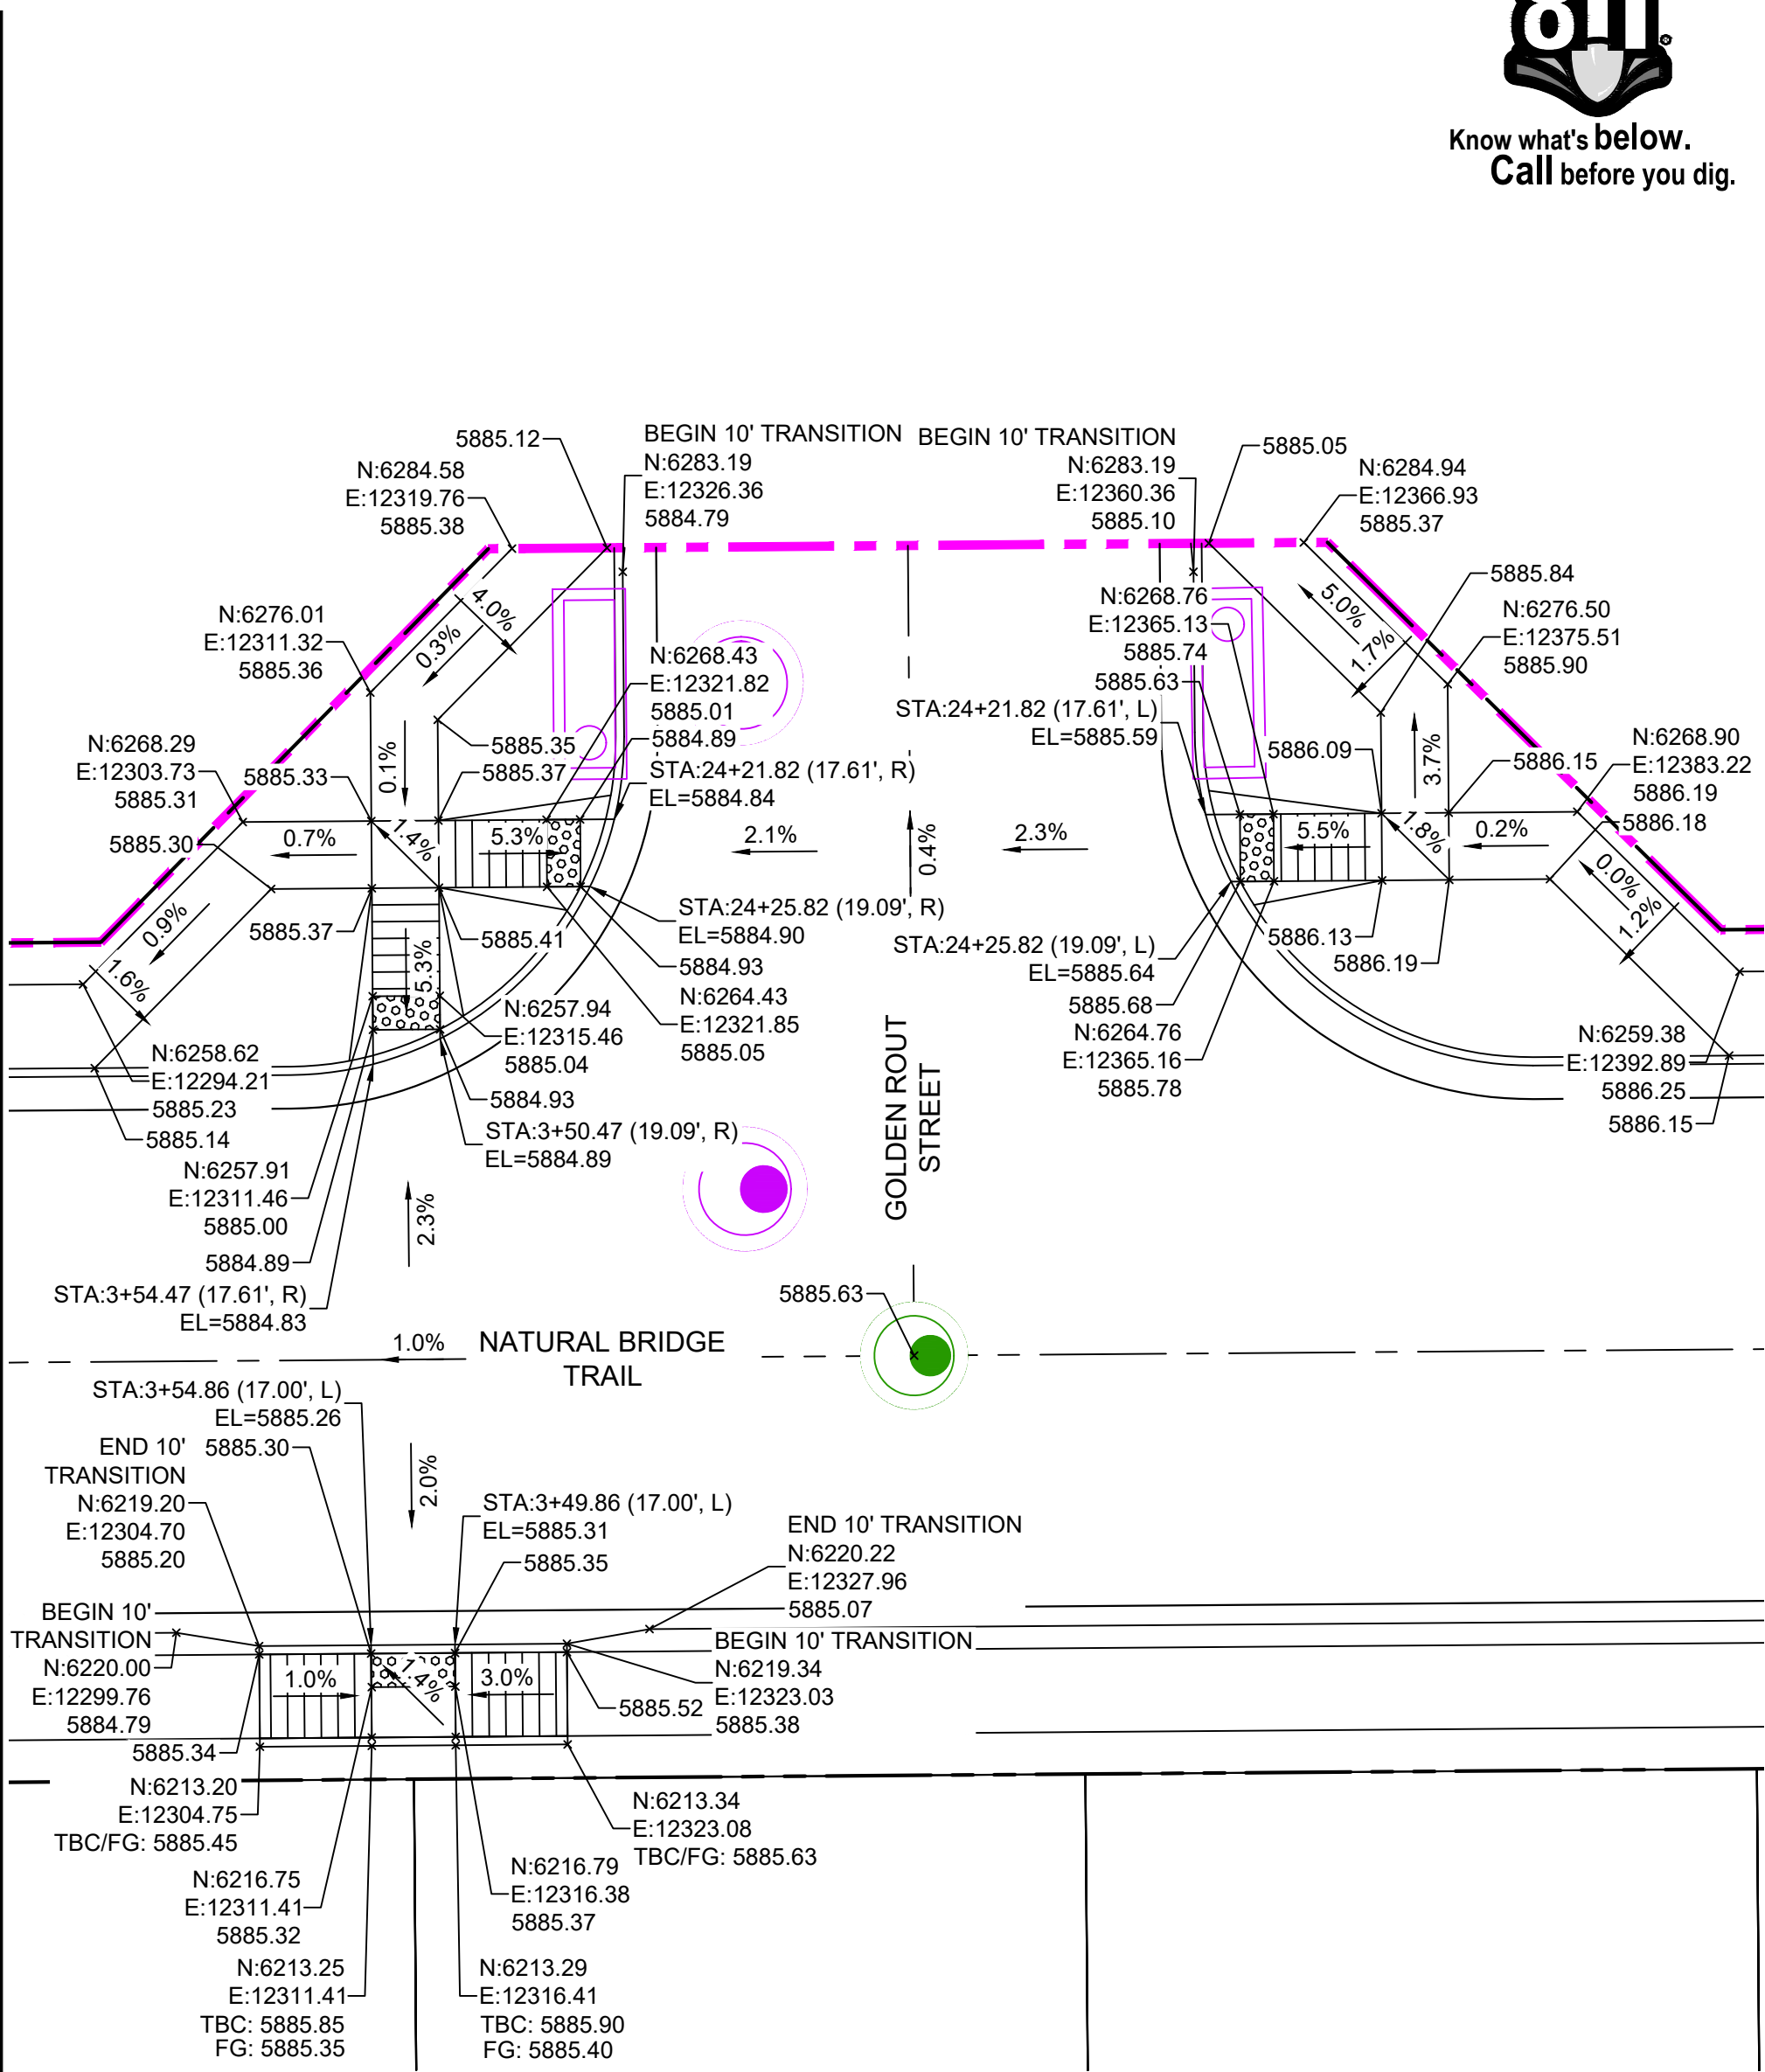 811
Know what's below.
Call before you dig.
5885.12
BEGIN 10' TRANSITION
N:6283.19
E:12326.36
5884.79
BEGIN 10' TRANSITION
N:6283.19
E:12360.36
5885.10
5885.05
N:6284.58
E:12319.76
5885.38
N:6284.94
E:12366.93
5885.37
4.0%
0.3%
5.0%
1.7%
5885.84
N:6276.01
E:12311.32
5885.36
N:6276.50
E:12375.51
5885.90
N:6268.43
E:12321.82
5885.01
5884.89
N:6268.76
E:12365.13
5885.74
5885.63
STA:24+21.82 (17.61', L)
EL=5885.59
N:6268.29
E:12303.73
5885.31
5885.33
0.1%
5885.35
5885.37
STA:24+21.82 (17.61', R)
EL=5884.84
5886.09
3.7%
5886.15
N:6268.90
E:12383.22
5886.19
5886.18
5885.30
0.7%
1.4%
5.3%
2.1%
0.4%
2.3%
5.5%
1.8%
0.2%
0.0%
1.2%
0.9%
1.6%
5885.37
5.3%
5885.41
STA:24+25.82 (19.09', R)
EL=5884.90
5884.93
N:6264.43
E:12321.85
5885.05
STA:24+25.82 (19.09', L)
EL=5885.64
5885.68
N:6264.76
E:12365.16
5885.78
5886.13
5886.19
N:6259.38
E:12392.89
5886.25
5886.15
N:6258.62
E:12294.21
5885.23
5885.14
N:6257.94
E:12315.46
5885.04
5884.93
STA:3+50.47 (19.09', R)
EL=5884.89
N:6257.91
E:12311.46
5885.00
5884.89
STA:3+54.47 (17.61', R)
EL=5884.83
2.3%
GOLDEN ROUT
STREET
5885.63
1.0%
NATURAL BRIDGE
TRAIL
STA:3+54.86 (17.00', L)
EL=5885.26
5885.30
END 10'
TRANSITION
N:6219.20
E:12304.70
5885.20
2.0%
STA:3+49.86 (17.00', L)
EL=5885.31
5885.35
END 10' TRANSITION
N:6220.22
E:12327.96
5885.07
BEGIN 10'
TRANSITION
N:6220.00
E:12299.76
5884.79
1.0%
1.4%
3.0%
BEGIN 10' TRANSITION
N:6219.34
E:12323.03
5885.38
5885.52
5885.34
N:6213.20
E:12304.75
TBC/FG: 5885.45
N:6213.34
E:12323.08
TBC/FG: 5885.63
N:6216.75
E:12311.41
5885.32
N:6216.79
E:12316.38
5885.37
N:6213.25
E:12311.41
TBC: 5885.85
FG: 5885.35
N:6213.29
E:12316.41
TBC: 5885.90
FG: 5885.40